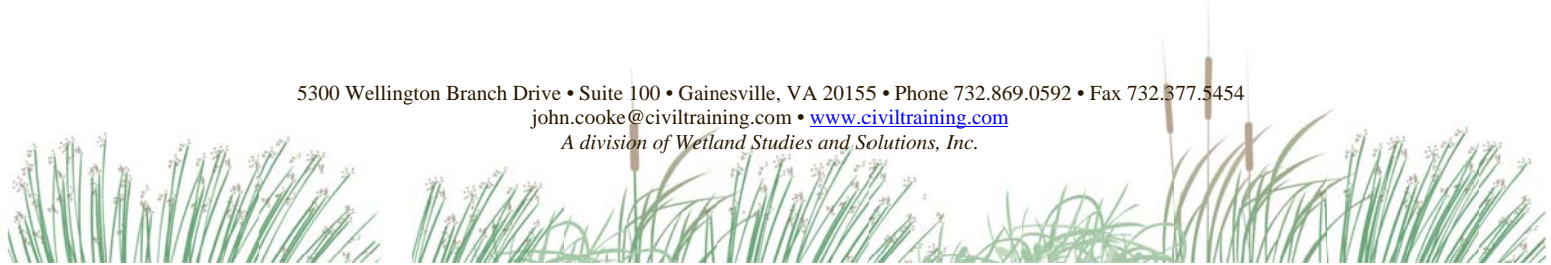 5300 Wellington Branch Drive • Suite 100 • Gainesville, VA 20155 • Phone 732.869.0592 • Fax 732.377.5454
john.cooke@civiltraining.com • www.civiltraining.com
A division of Wetland Studies and Solutions, Inc.